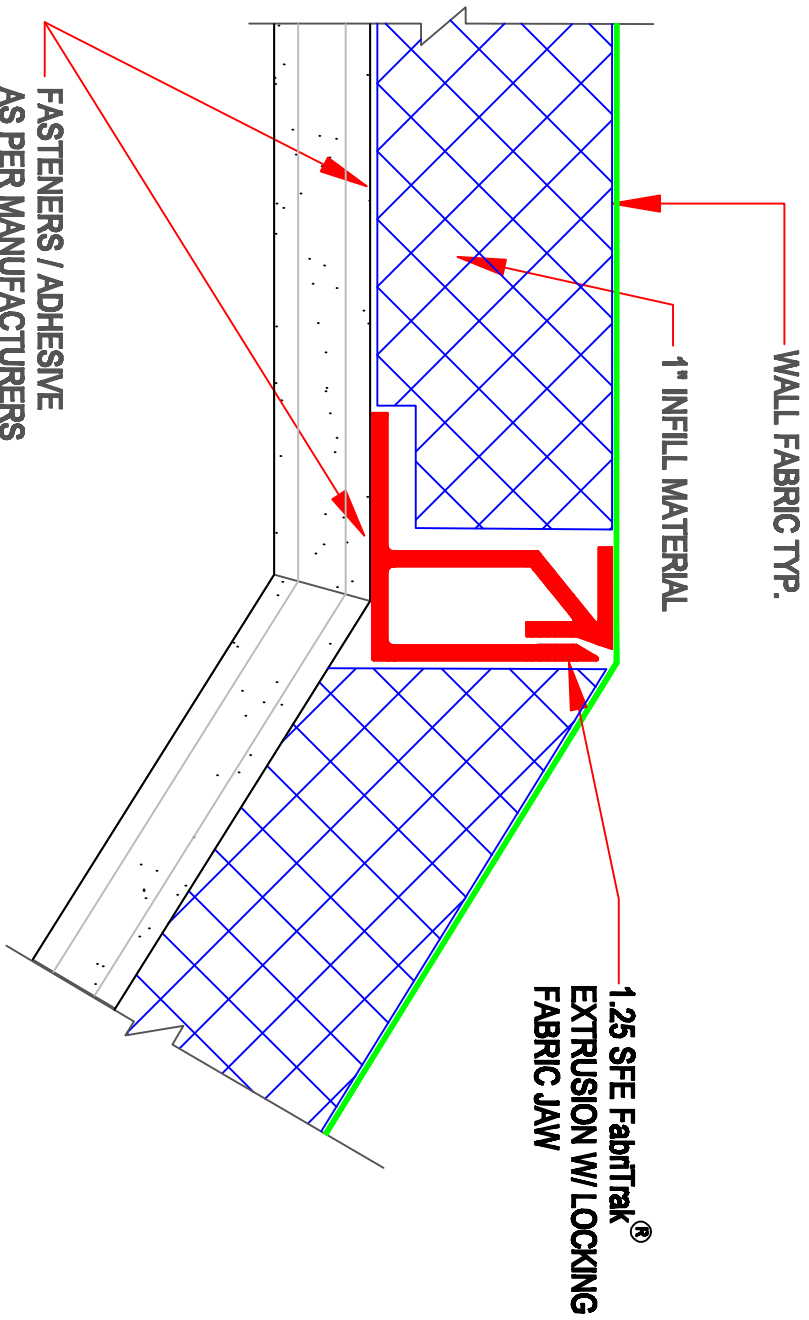 WALL FABRIC TYP.
1" INFILL MATERIAL
1.25 SFE FabriTrak®
EXTRUSION W/ LOCKING
FABRIC JAW
FASTENERS / ADHESIVE
AS PER MANUFACTURERS